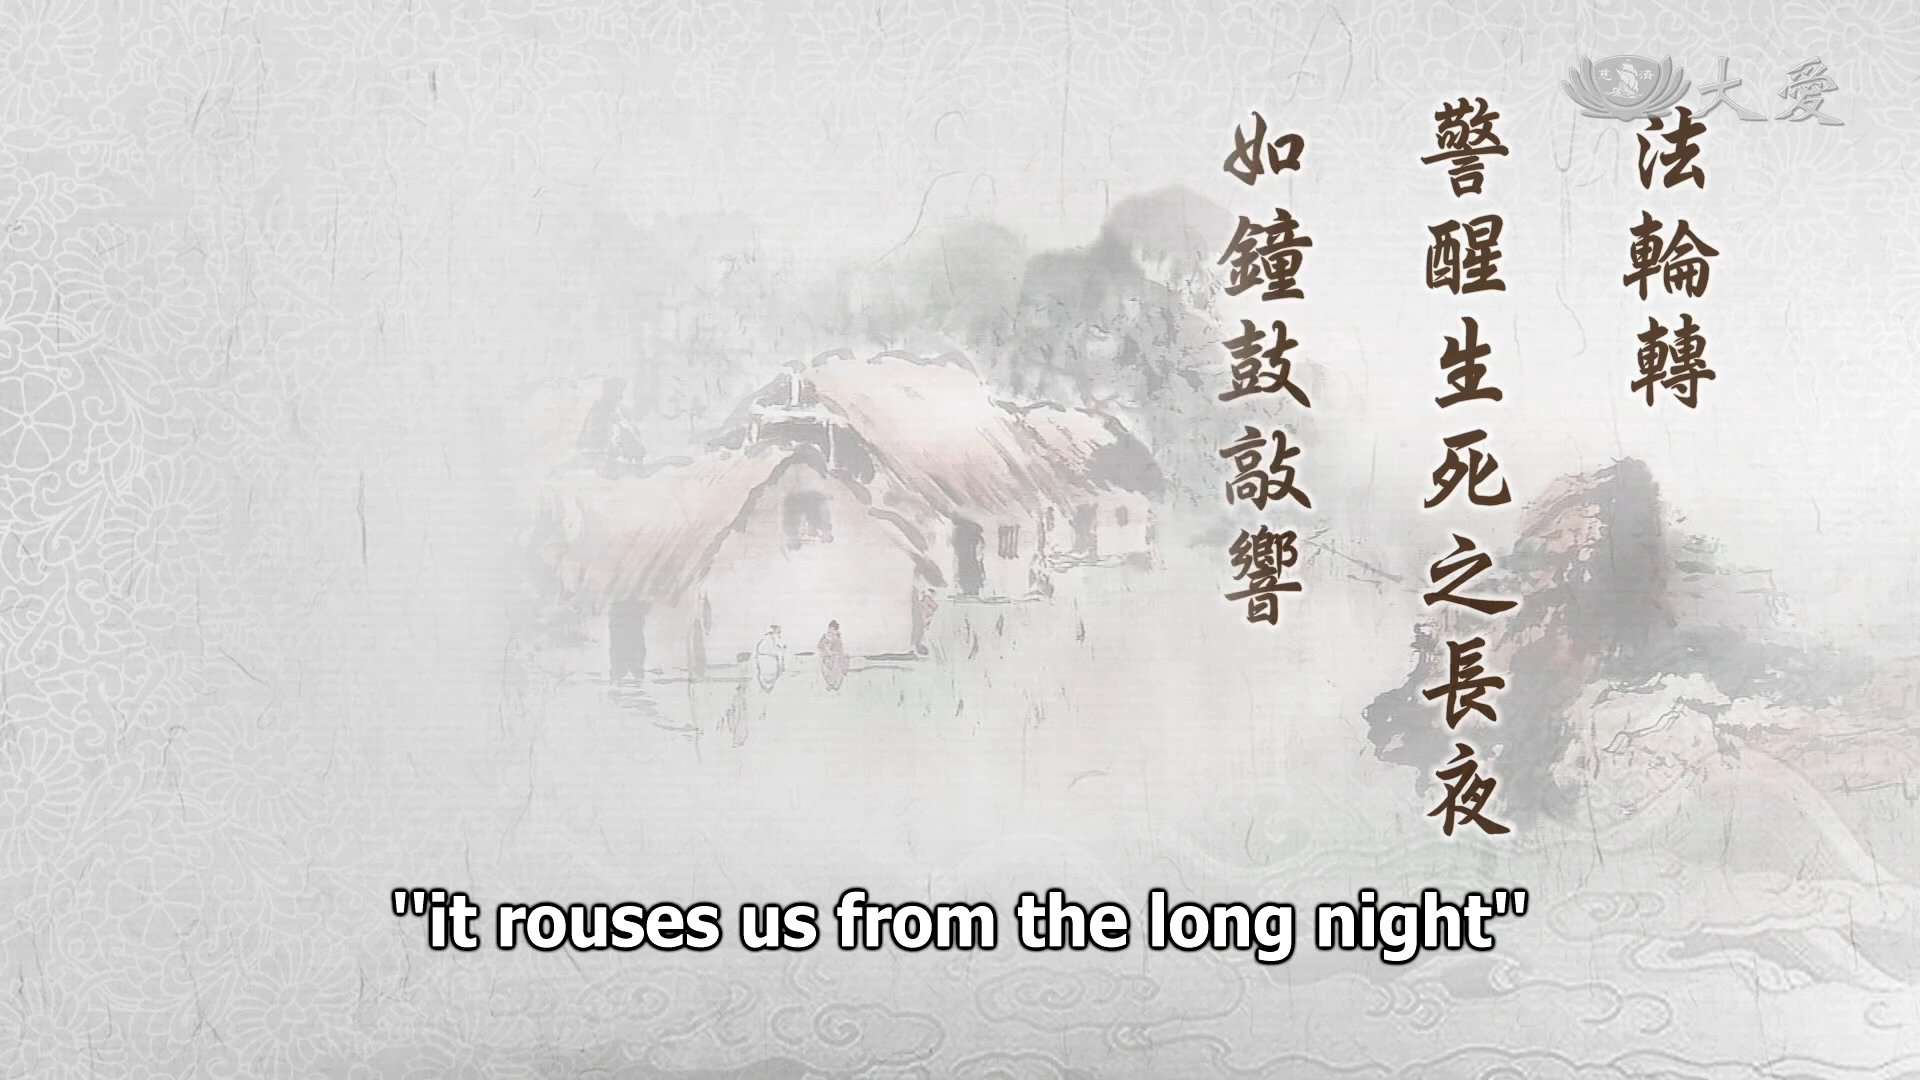 大愛
法輪轉
警醒生死之長夜
如鐘鼓敲響
"it rouses us from the long night"